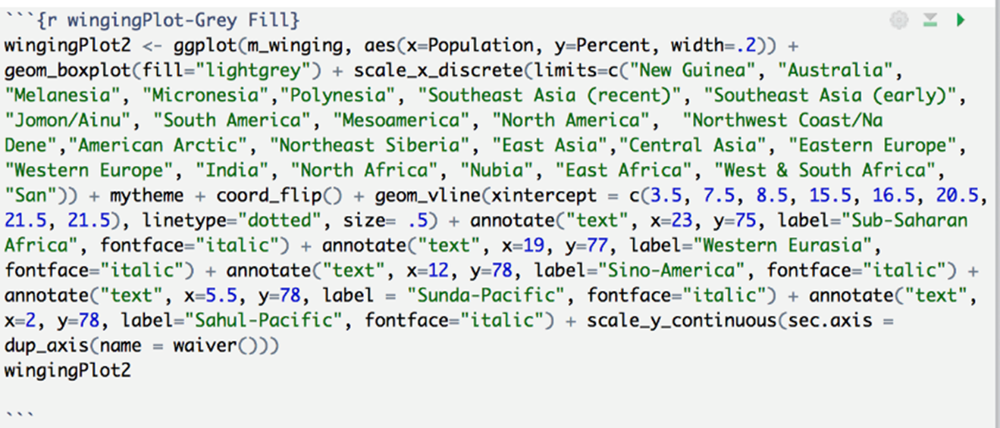 ```{r wingingPlot-Grey Fill}
wingingPlot2 <- ggplot(m_winging, aes(x=Population, y=Percent, width=.2)) +
geom_boxplot(fill="lightgrey") + scale_x_discrete(limits=c("New Guinea", "Australia",
"Melanesia", "Micronesia","Polynesia", "Southeast Asia (recent)", "Southeast Asia (early)",
"Jomon/Ainu", "South America", "Mesoamerica", "North America",  "Northwest Coast/Na
Dene","American Arctic", "Northeast Siberia", "East Asia","Central Asia", "Eastern Europe",
"Western Europe", "India", "North Africa", "Nubia", "East Africa", "West & South Africa",
"San")) + mytheme + coord_flip() + geom_vline(xintercept = c(3.5, 7.5, 8.5, 15.5, 16.5, 20.5,
21.5, 21.5), linetype="dotted", size= .5) + annotate("text", x=23, y=75, label="Sub-Saharan
Africa", fontface="italic") + annotate("text", x=19, y=77, label="Western Eurasia",
fontface="italic") + annotate("text", x=12, y=78, label="Sino-America", fontface="italic") +
annotate("text", x=5.5, y=78, label = "Sunda-Pacific", fontface="italic") + annotate("text",
x=2, y=78, label="Sahul-Pacific", fontface="italic") + scale_y_continuous(sec.axis =
dup_axis(name = waiver()))
wingingPlot2
```